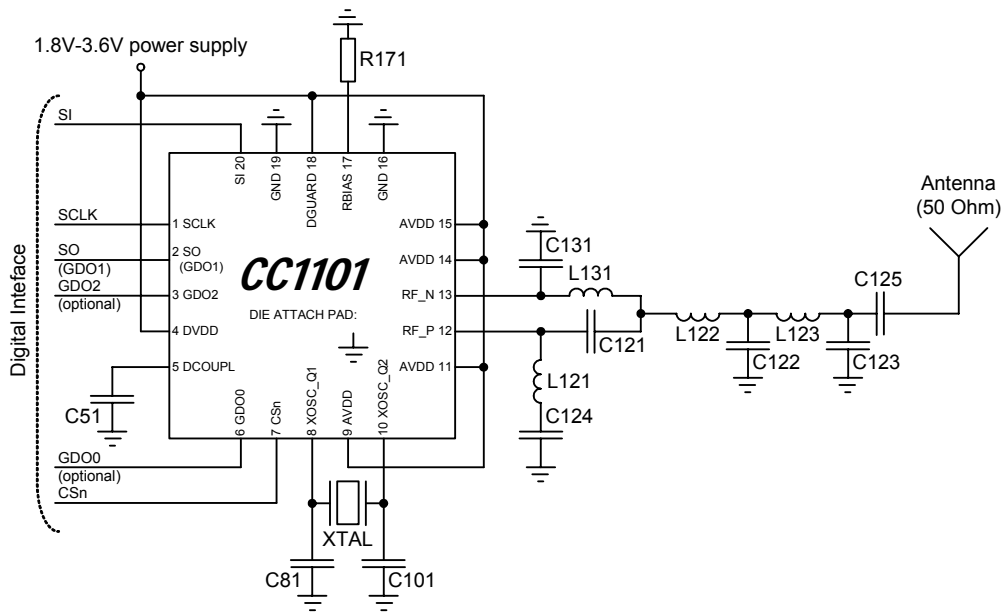 1.8V-3.6V power supply
R171
Antenna
(50 Ohm)
Digital Inteface
SI
SCLK
SO
(GDO1)
GDO2
(optional)
GDO0
(optional)
CSn
SI 20
GND 19
DGUARD 18
RBIAS 17
GND 16
1 SCLK
2 SO
(GDO1)
3 GDO2
4 DVDD
5 DCOUPL
CC1101
DIE ATTACH PAD:
AVDD 15
AVDD 14
RF_N 13
RF_P 12
AVDD 11
6 GDO0
7 CSn
8 XOSC_Q1
9 AVDD
10 XOSC_Q2
C51
XTAL
C81
C101
C131
L131
C121
L121
C124
L122
C122
L123
C123
C125